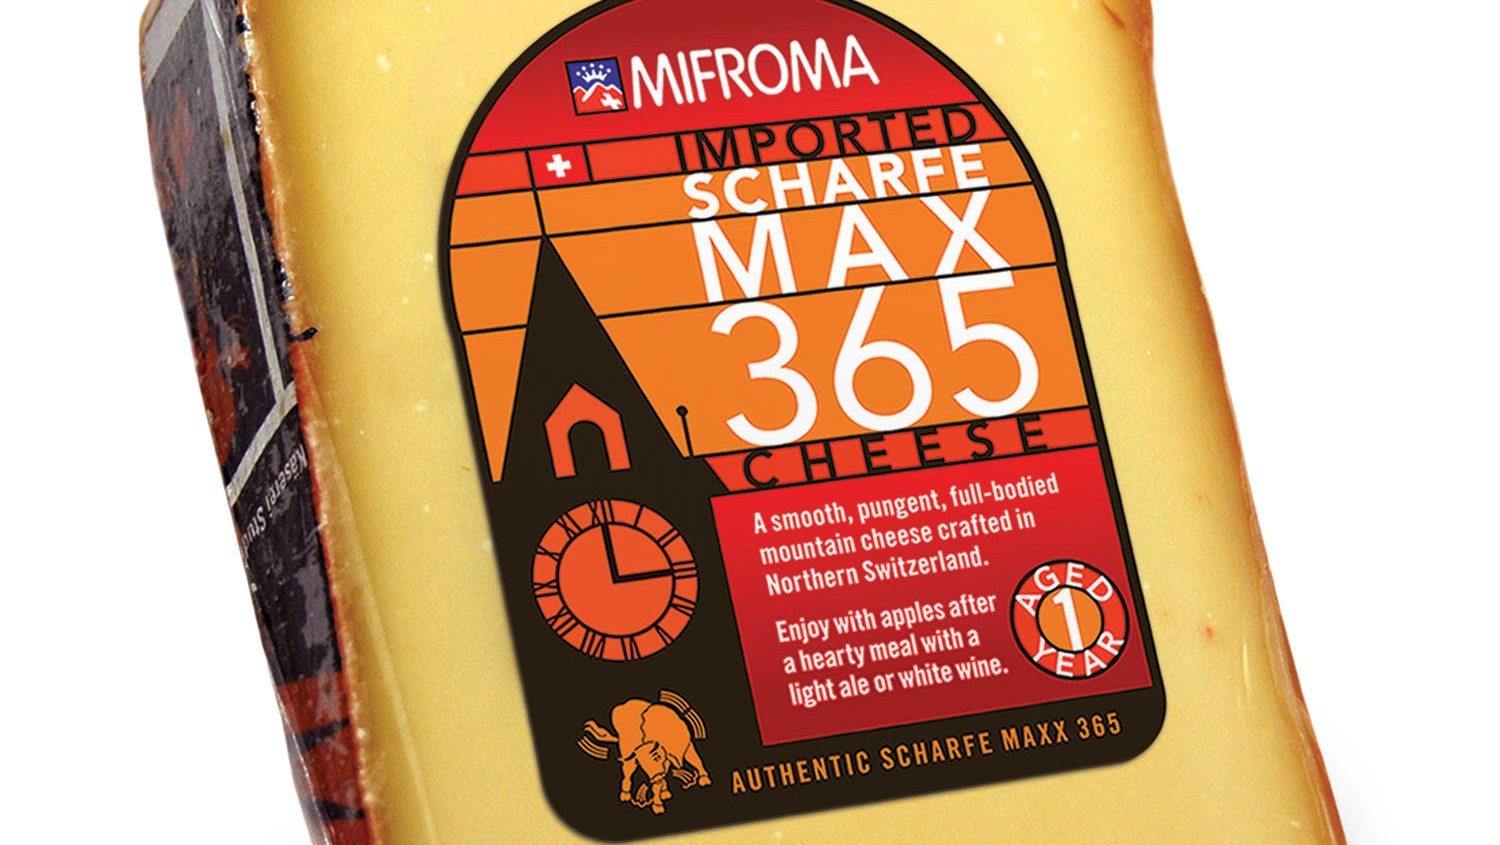 MIFROMA
IMPORTED
SCHARFE
MAX
365
CHEESE
A smooth, pungent, full-bodied
mountain cheese crafted in
Northern Switzerland.
Enjoy with apples after
a hearty meal with a
light ale or white wine.
AGED
1
YEAR
AUTHENTIC SCHARFE MAXX 365
Käserei